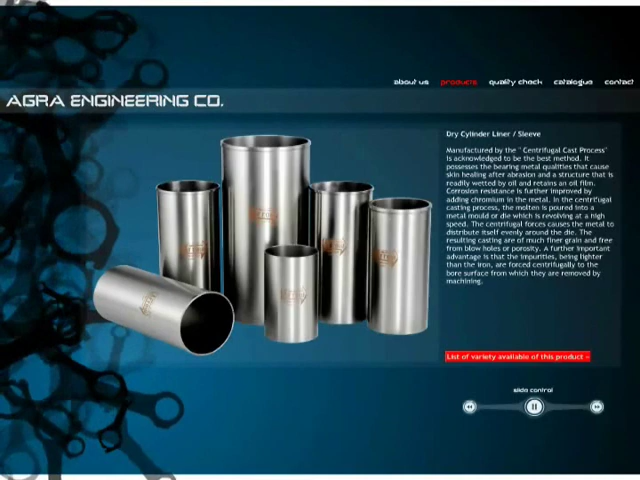 about us products quality check catalogue contact
AGRA ENGINEERING CO.
Dry Cylinder Liner / Sleeve
Manufactured by the " Centrifugal Cast Process"
is acknowledged to be the best method. It
possesses the bearing metal qualities that cause
skin healing after abrasion and a structure that is
readily wetted by oil and retains an oil film.
Corrosion resistance is further improved by
adding chromium in the metal. In the centrifugal
casting process, the molten is poured into a
metal mould or die which is revolving at a high
speed. The centrifugal forces causes the metal to
distribute itself evenly around the die. The
resulting casting are of much finer grain and free
from blow holes or porosity. A further important
advantage is that the impurities, being lighter
than the iron, are forced centrifugally to the
bore surface from which they are removed by
machining.
List of variety available of this product -
slide control